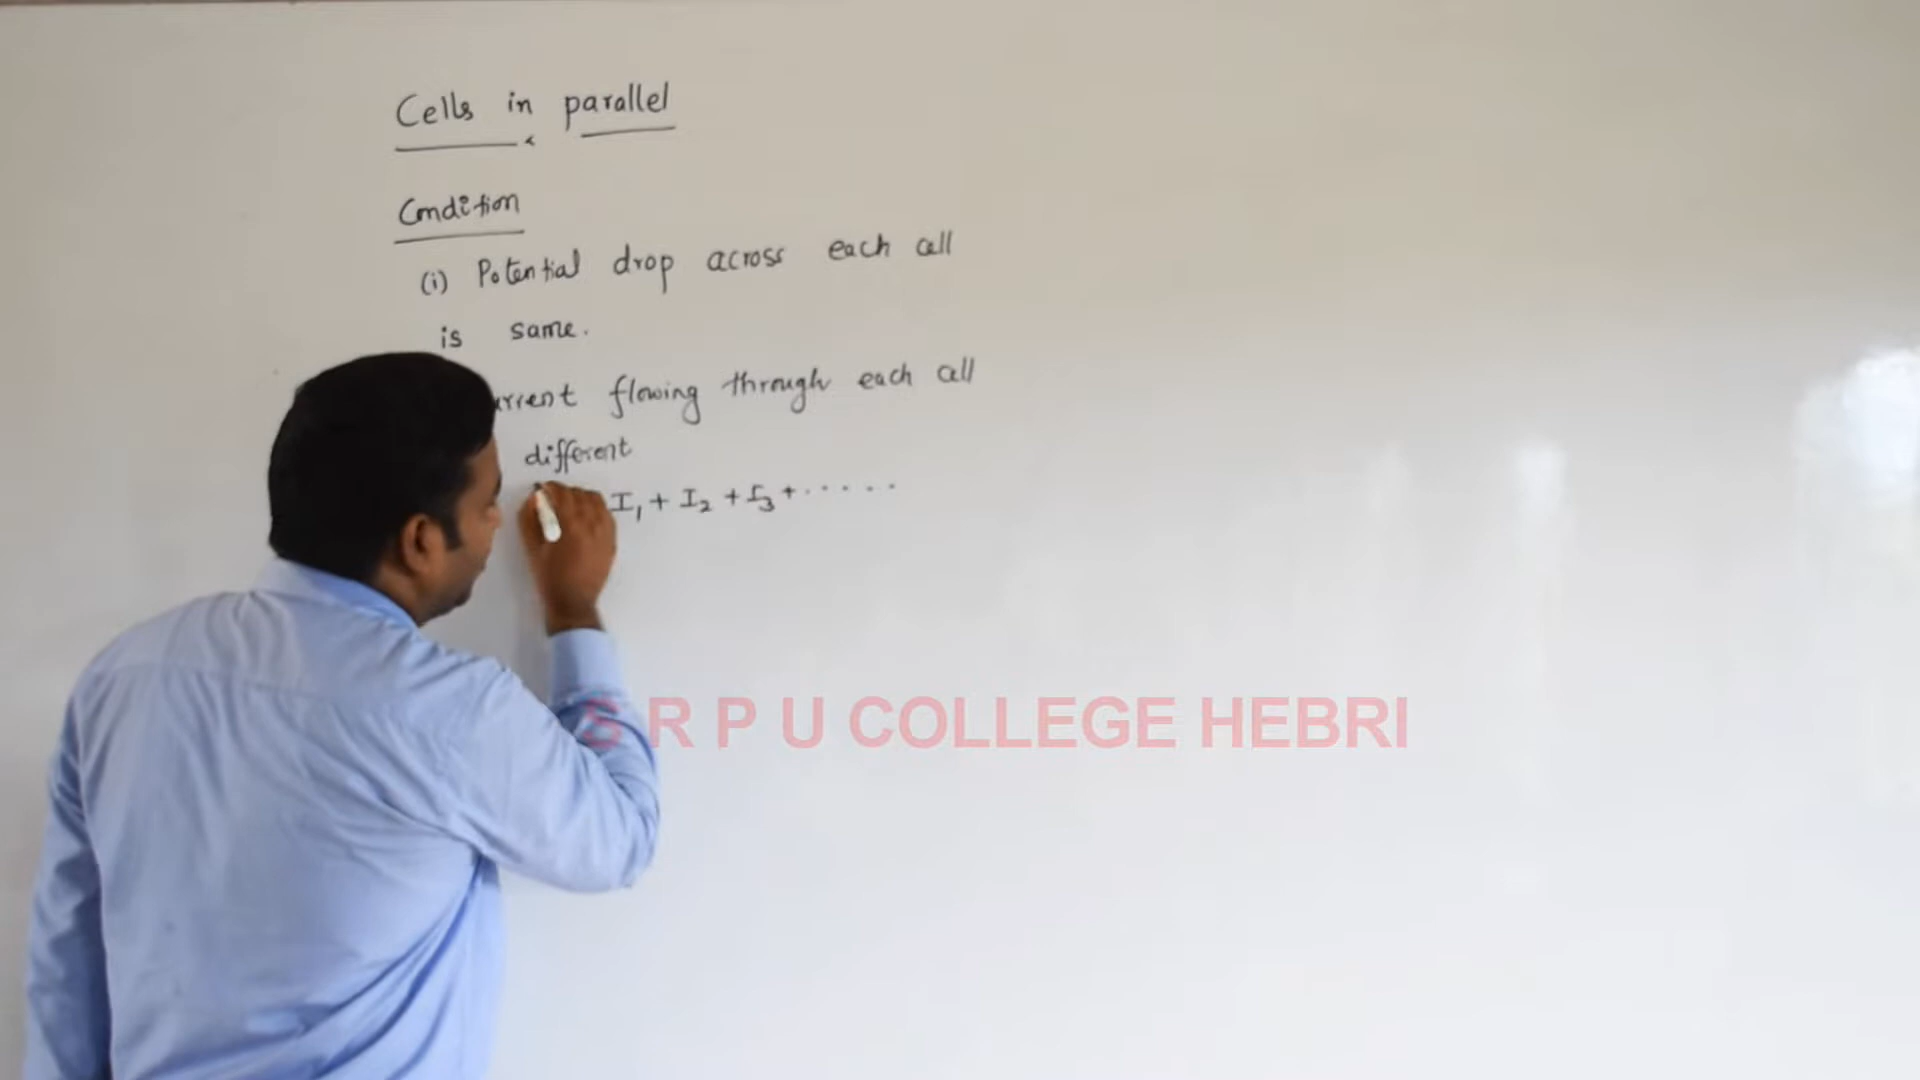 Cells in parallel
Condition
(i) Potential drop across each cell
is same.
flowing through each cell
different
I₁ + I₂ + I₃ + . . . . .
S R P U COLLEGE HEBRI